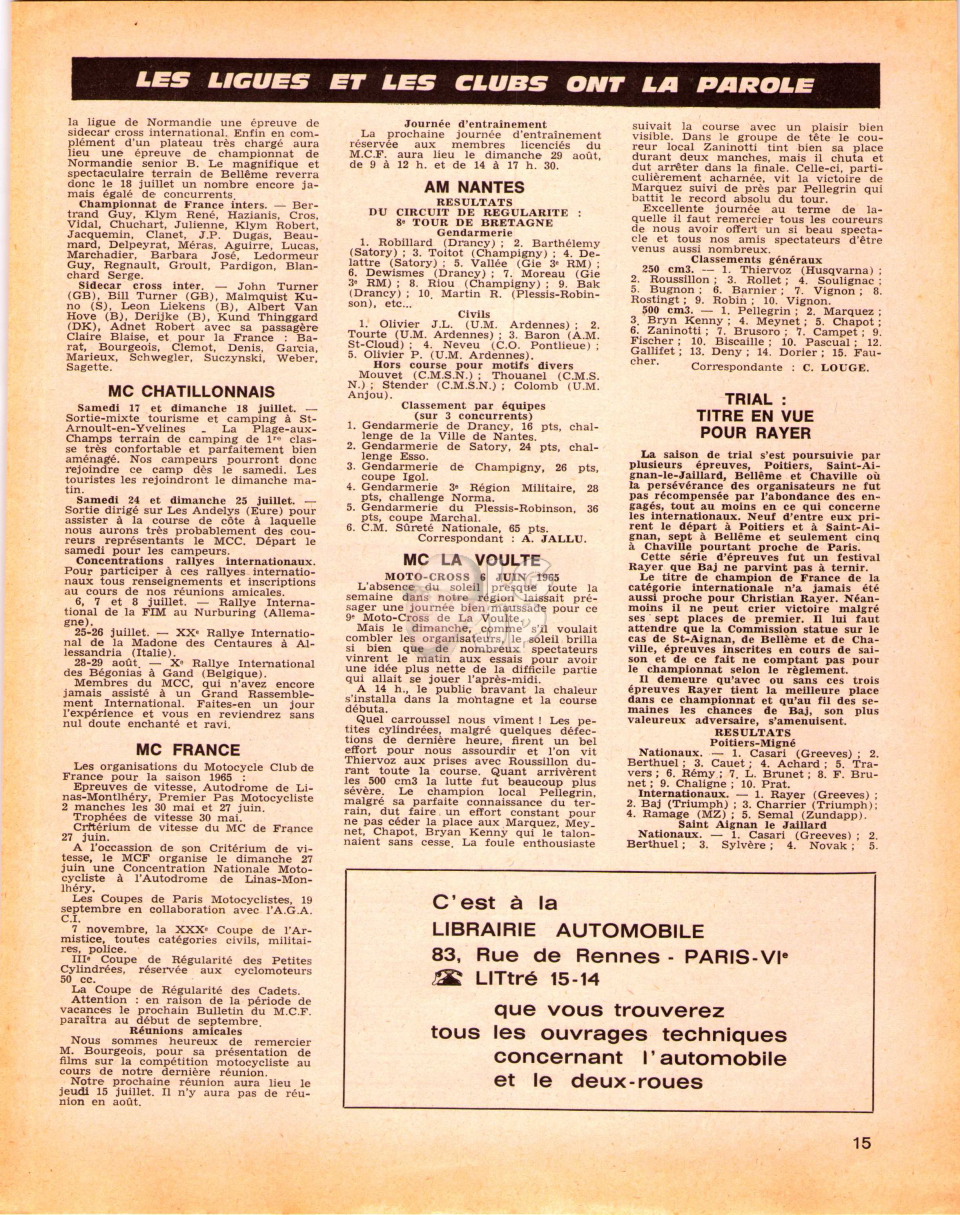 LES LIGUES ET LES CLUBS ONT LA PAROLE
la ligue de Normandie une épreuve de
sidecar cross international. Enfin en com-
plément d'un plateau très chargé aura
lieu une épreuve de championnat de
Normandie senior B. Le magnifique et
spectaculaire terrain de Bellême reverra
donc le 18 juillet un nombre encore ja-
mais égalé de concurrents.
Championnat de France inters. — Ber-
trand Guy, Klym René, Hazianis, Cros,
Vidal, Chuchart, Julienne, Klym Robert,
Jacquemin, Clanet, J.P. Dugas, Beau-
mard, Delpeyrat, Méras, Aguirre, Lucas,
Marchadier, Barbara José, Ledormeur
Guy, Regnault, Groult, Pardigon, Blan-
chard Serge.
Sidecar cross inter. — John Turner
(GB), Bill Turner (GB), Malmquist Ku-
no (S), Leon Liekens (B), Albert Van
Hove (B), Derijke (B), Kund Thinggard
(DK), Adnet Robert avec sa passagère
Claire Blaise, et pour la France : Ba-
rat, Bourgeois, Clemot, Denis, Garcia,
Marieux, Schwegler, Suczynski, Weber,
Sagette.
MC CHATILLONNAIS
Samedi 17 et dimanche 18 juillet. —
Sortie-mixte tourisme et camping à St-
Arnoult-en-Yvelines - La Plage-aux-
Champs terrain de camping de 1re clas-
se très confortable et parfaitement bien
aménagé. Nos campeurs pourront donc
rejoindre ce camp dès le samedi. Les
touristes les rejoindront le dimanche ma-
tin.
Samedi 24 et dimanche 25 juillet. —
Sortie dirigé sur Les Andelys (Eure) pour
assister à la course de côte à laquelle
nous aurons très probablement des cou-
reurs représentants le MCC. Départ le
samedi pour les campeurs.
Concentrations rallyes internationaux.
Pour participer à ces rallyes internatio-
naux tous renseignements et inscriptions
au cours de nos réunions amicales.
6, 7 et 8 juillet. — Rallye Interna-
tional de la FIM au Nurburing (Allema-
gne).
25-26 juillet. — XXe Rallye Internatio-
nal de la Madone des Centaures à Al-
lessandria (Italie).
28-29 août. — Xe Rallye International
des Bégonias à Gand (Belgique).
Membres du MCC, qui n'avez encore
jamais assisté à un Grand Rassemble-
ment International. Faites-en un jour
l'expérience et vous en reviendrez sans
nul doute enchanté et ravi.
MC FRANCE
Les organisations du Motocycle Club de
France pour la saison 1965 :
Epreuves de vitesse, Autodrome de Li-
nas-Montlhéry, Premier Pas Motocycliste
2 manches les 30 mai et 27 juin.
Trophées de vitesse 30 mai.
Critérium de vitesse du MC de France
27 juin.
A l'occassion de son Critérium de vi-
tesse, le MCF organise le dimanche 27
juin une Concentration Nationale Moto-
cycliste à l'Autodrome de Linas-Mon-
lhéry.
Les Coupes de Paris Motocyclistes, 19
septembre en collaboration avec l'A.G.A.
C.I.
7 novembre, la XXXe Coupe de l'Ar-
mistice, toutes catégories civils, militai-
res, police.
IIIe Coupe de Régularité des Petites
Cylindrées, réservée aux cyclomoteurs
50 cc.
La Coupe de Régularité des Cadets.
Attention : en raison de la période de
vacances le prochain Bulletin du M.C.F.
paraîtra au début de septembre.
Réunions amicales
Nous sommes heureux de remercier
M. Bourgeois, pour sa présentation de
films sur la compétition motocycliste au
cours de notre dernière réunion.
Notre prochaine réunion aura lieu le
jeudi 15 juillet. Il n'y aura pas de réu-
nion en août.
Journée d'entraînement
La prochaine journée d'entraînement
réservée aux membres licenciés du
M.C.F. aura lieu le dimanche 29 août,
de 9 à 12 h. et de 14 à 17 h. 30.
AM NANTES
RESULTATS
DU CIRCUIT DE REGULARITE :
8e TOUR DE BRETAGNE
Gendarmerie
1. Robillard (Drancy) ; 2. Barthélemy
(Satory) ; 3. Toitot (Champigny) ; 4. De-
lattre (Satory) ; 5. Vallée (Gie 3e RM) ;
6. Dewismes (Drancy) ; 7. Moreau (Gie
3e RM) ; 8. Riou (Champigny) ; 9. Bak
(Drancy) ; 10. Martin R. (Plessis-Robin-
son), etc...
Civils
1. Olivier J.L. (U.M. Ardennes) ; 2.
Tourte (U.M. Ardennes) ; 3. Baron (A.M.
St-Cloud) ; 4. Neveu (C.O. Pontlieue) ;
5. Olivier P. (U.M. Ardennes).
Hors course pour motifs divers
Mouvet (C.M.S.N.) ; Thouanel (C.M.S.
N.) ; Stender (C.M.S.N.) ; Colomb (U.M.
Anjou).
Classement par équipes
(sur 3 concurrents)
1. Gendarmerie de Drancy, 16 pts, chal-
lenge de la Ville de Nantes.
2. Gendarmerie de Satory, 24 pts, chal-
lenge Esso.
3. Gendarmerie de Champigny, 26 pts,
coupe Igol.
4. Gendarmerie 3e Région Militaire, 28
pts, challenge Norma.
5. Gendarmerie du Plessis-Robinson, 36
pts, coupe Marchal.
6. C.M. Sûreté Nationale, 65 pts.
Correspondant : A. JALLU.
MC LA VOULTE
MOTO-CROSS 6 JUIN 1965
L'absence du soleil presque toute la
semaine dans notre région laissait pré-
sager une journée bien maussade pour ce
9e Moto-Cross de La Voulte.
Mais le dimanche, comme s'il voulait
combler les organisateurs, le soleil brilla
si bien que de nombreux spectateurs
vinrent le matin aux essais pour avoir
une idée plus nette de la difficile partie
qui allait se jouer l'après-midi.
A 14 h., le public bravant la chaleur
s'installa dans la montagne et la course
débuta.
Quel carroussel nous vîment ! Les pe-
tites cylindrées, malgré quelques défec-
tions de dernière heure, firent un bel
effort pour nous assourdir et l'on vit
Thiervoz aux prises avec Roussillon du-
rant toute la course. Quant arrivèrent
les 500 cm3 la lutte fut beaucoup plus
sévère. Le champion local Pellegrin,
malgré sa parfaite connaissance du ter-
rain, dut faire un effort constant pour
ne pas céder la place aux Marquez, Mey-
net, Chapot, Bryan Kenny qui le talon-
naient sans cesse. La foule enthousiaste
suivait la course avec un plaisir bien
visible. Dans le groupe de tête le cou-
reur local Zaninotti tint bien sa place
durant deux manches, mais il chuta et
dut arrêter dans la finale. Celle-ci, parti-
culièrement acharnée, vit la victoire de
Marquez suivi de près par Pellegrin qui
battit le record absolu du tour.
Excellente journée au terme de la-
quelle il faut remercier tous les coureurs
de nous avoir offert un si beau specta-
cle et tous nos amis spectateurs d'être
venus aussi nombreux.
Classements généraux
250 cm3. — 1. Thiervoz (Husqvarna) ;
2. Roussillon ; 3. Rollet ; 4. Soulignac ;
5. Bugnon ; 6. Barnier ; 7. Vignon ; 8.
Rostingt ; 9. Robin ; 10. Vignon.
500 cm3. — 1. Pellegrin ; 2. Marquez ;
3. Bryn Kenny ; 4. Meynet ; 5. Chapot ;
6. Zaninotti ; 7. Brusoro ; 7. Campet ; 9.
Fischer ; 10. Biscaille ; 10. Pascual ; 12.
Gallifet ; 13. Deny ; 14. Dorier ; 15. Fau-
cher.
Correspondante : C. LOUGE.
TRIAL :
TITRE EN VUE
POUR RAYER
La saison de trial s'est poursuivie par
plusieurs épreuves, Poitiers, Saint-Ai-
gnan-le-Jaillard, Bellême et Chaville où
la persévérance des organisateurs ne fut
pas récompensée par l'abondance des en-
gagés, tout au moins en ce qui concerne
les internationaux. Neuf d'entre eux pri-
rent le départ à Poitiers et à Saint-Ai-
gnan, sept à Bellême et seulement cinq
à Chaville pourtant proche de Paris.
Cette série d'épreuves fut un festival
Rayer que Baj ne parvint pas à ternir.
Le titre de champion de France de la
catégorie internationale n'a jamais été
aussi proche pour Christian Rayer. Néan-
moins il ne peut crier victoire malgré
ses sept places de premier. Il lui faut
attendre que la Commission statue sur le
cas de St-Aignan, de Bellême et de Cha-
ville, épreuves inscrites en cours de sai-
son et de ce fait ne comptant pas pour
le championnat selon le règlement.
Il demeure qu'avec ou sans ces trois
épreuves Rayer tient la meilleure place
dans ce championnat et qu'au fil des se-
maines les chances de Baj, son plus
valeureux adversaire, s'amenuisent.
RESULTATS
Poitiers-Migné
Nationaux. — 1. Casari (Greeves) ; 2.
Berthuel ; 3. Cauet ; 4. Achard ; 5. Tra-
vers ; 6. Rémy ; 7. L. Brunet ; 8. F. Bru-
net ; 9. Chaligne ; 10. Prat.
Internationaux. — 1. Rayer (Greeves) ;
2. Baj (Triumph) ; 3. Charrier (Triumph);
4. Ramage (MZ) ; 5. Semal (Zundapp).
Saint Aignan le Jaillard
Nationaux. — 1. Casari (Greeves) ; 2.
Berthuel ; 3. Sylvère ; 4. Novak ; 5.
C'est à la
LIBRAIRIE AUTOMOBILE
83, Rue de Rennes - PARIS-VIe
☎ LITtré 15-14
que vous trouverez
tous les ouvrages techniques
concernant l'automobile
et le deux-roues
15